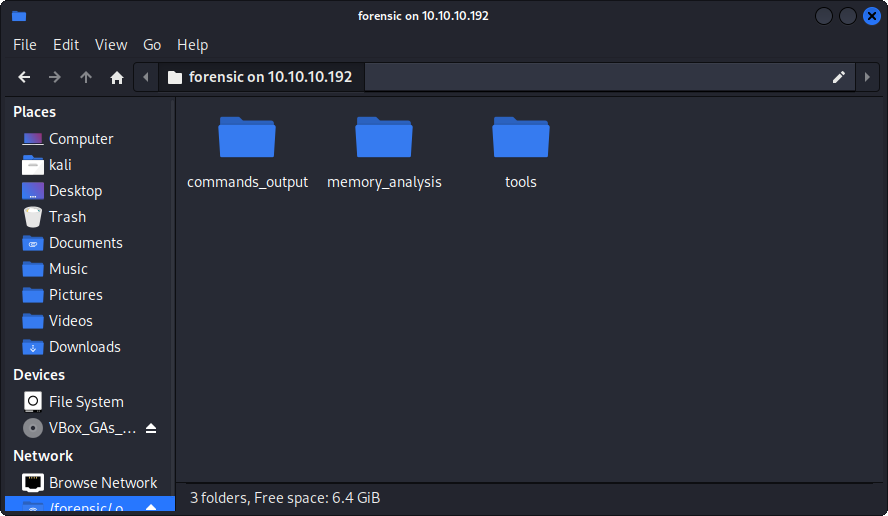 forensic on 10.10.10.192
File Edit View Go Help
forensic on 10.10.10.192
Places
Computer
kali
Desktop
Trash
Documents
Music
Pictures
Videos
Downloads
Devices
File System
VBox_GAs_...
Network
Browse Network
/forensic/ o
commands_output memory_analysis tools
3 folders, Free space: 6.4 GiB